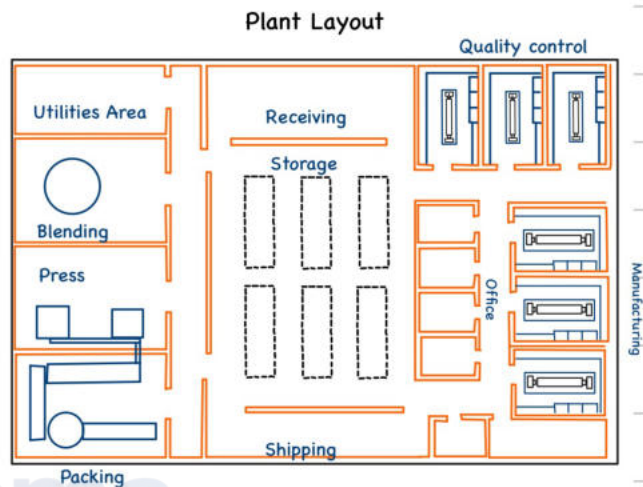 Plant Layout
Quality control
Utilities Area
Receiving
Storage
Blending
Press
Office
Manufacturing
Shipping
Packing